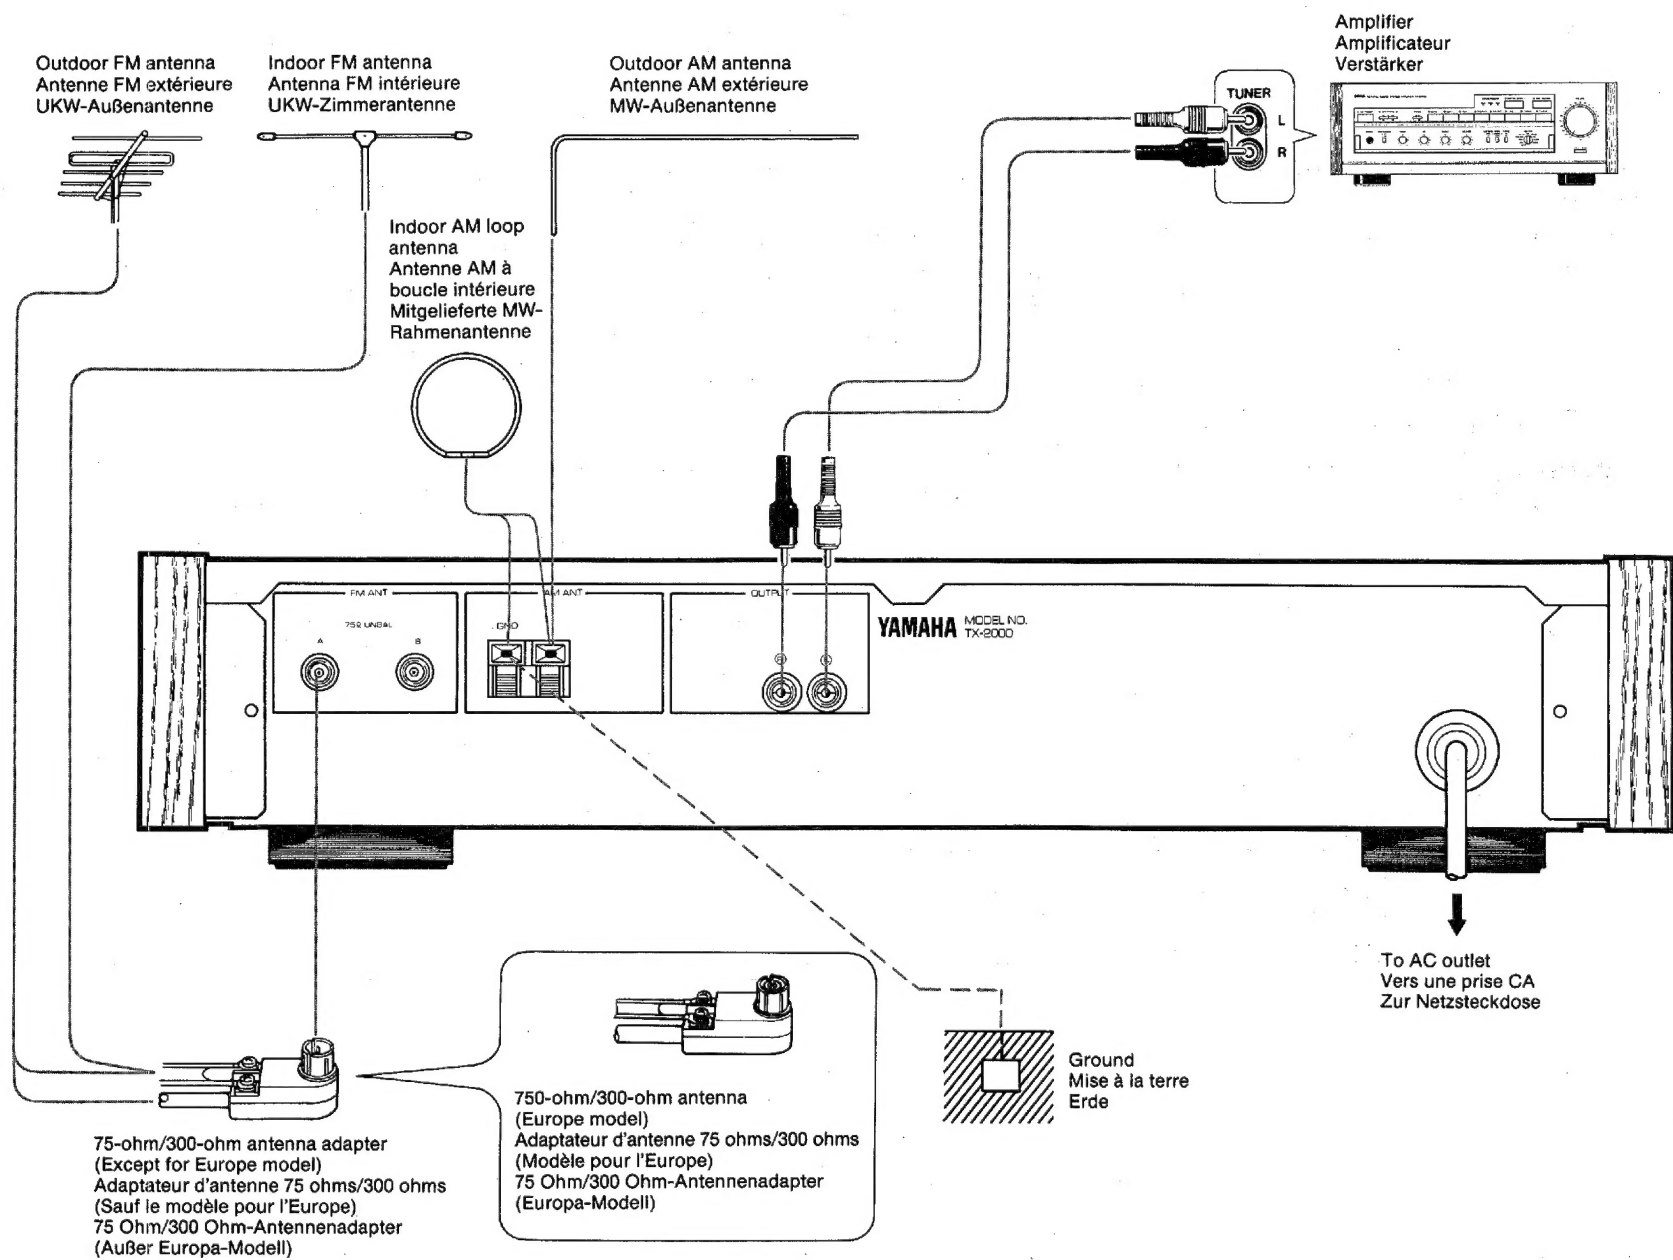 Outdoor FM antenna
Antenne FM extérieure
UKW-Außenantenne
Indoor FM antenna
Antenna FM intérieure
UKW-Zimmerantenne
Outdoor AM antenna
Antenne AM extérieure
MW-Außenantenne
Amplifier
Amplificateur
Verstärker
TUNER
L
R
Indoor AM loop
antenna
Antenne AM à
boucle intérieure
Mitgelieferte MW-
Rahmenantenne
FM ANT
75Ω UNBAL
A
B
AM ANT
GND
OUTPUT
R
L
YAMAHA
MODEL NO.
TX-2000
To AC outlet
Vers une prise CA
Zur Netzsteckdose
Ground
Mise à la terre
Erde
750-ohm/300-ohm antenna
(Europe model)
Adaptateur d'antenne 75 ohms/300 ohms
(Modèle pour l'Europe)
75 Ohm/300 Ohm-Antennenadapter
(Europa-Modell)
75-ohm/300-ohm antenna adapter
(Except for Europe model)
Adaptateur d'antenne 75 ohms/300 ohms
(Sauf le modèle pour l'Europe)
75 Ohm/300 Ohm-Antennenadapter
(Außer Europa-Modell)